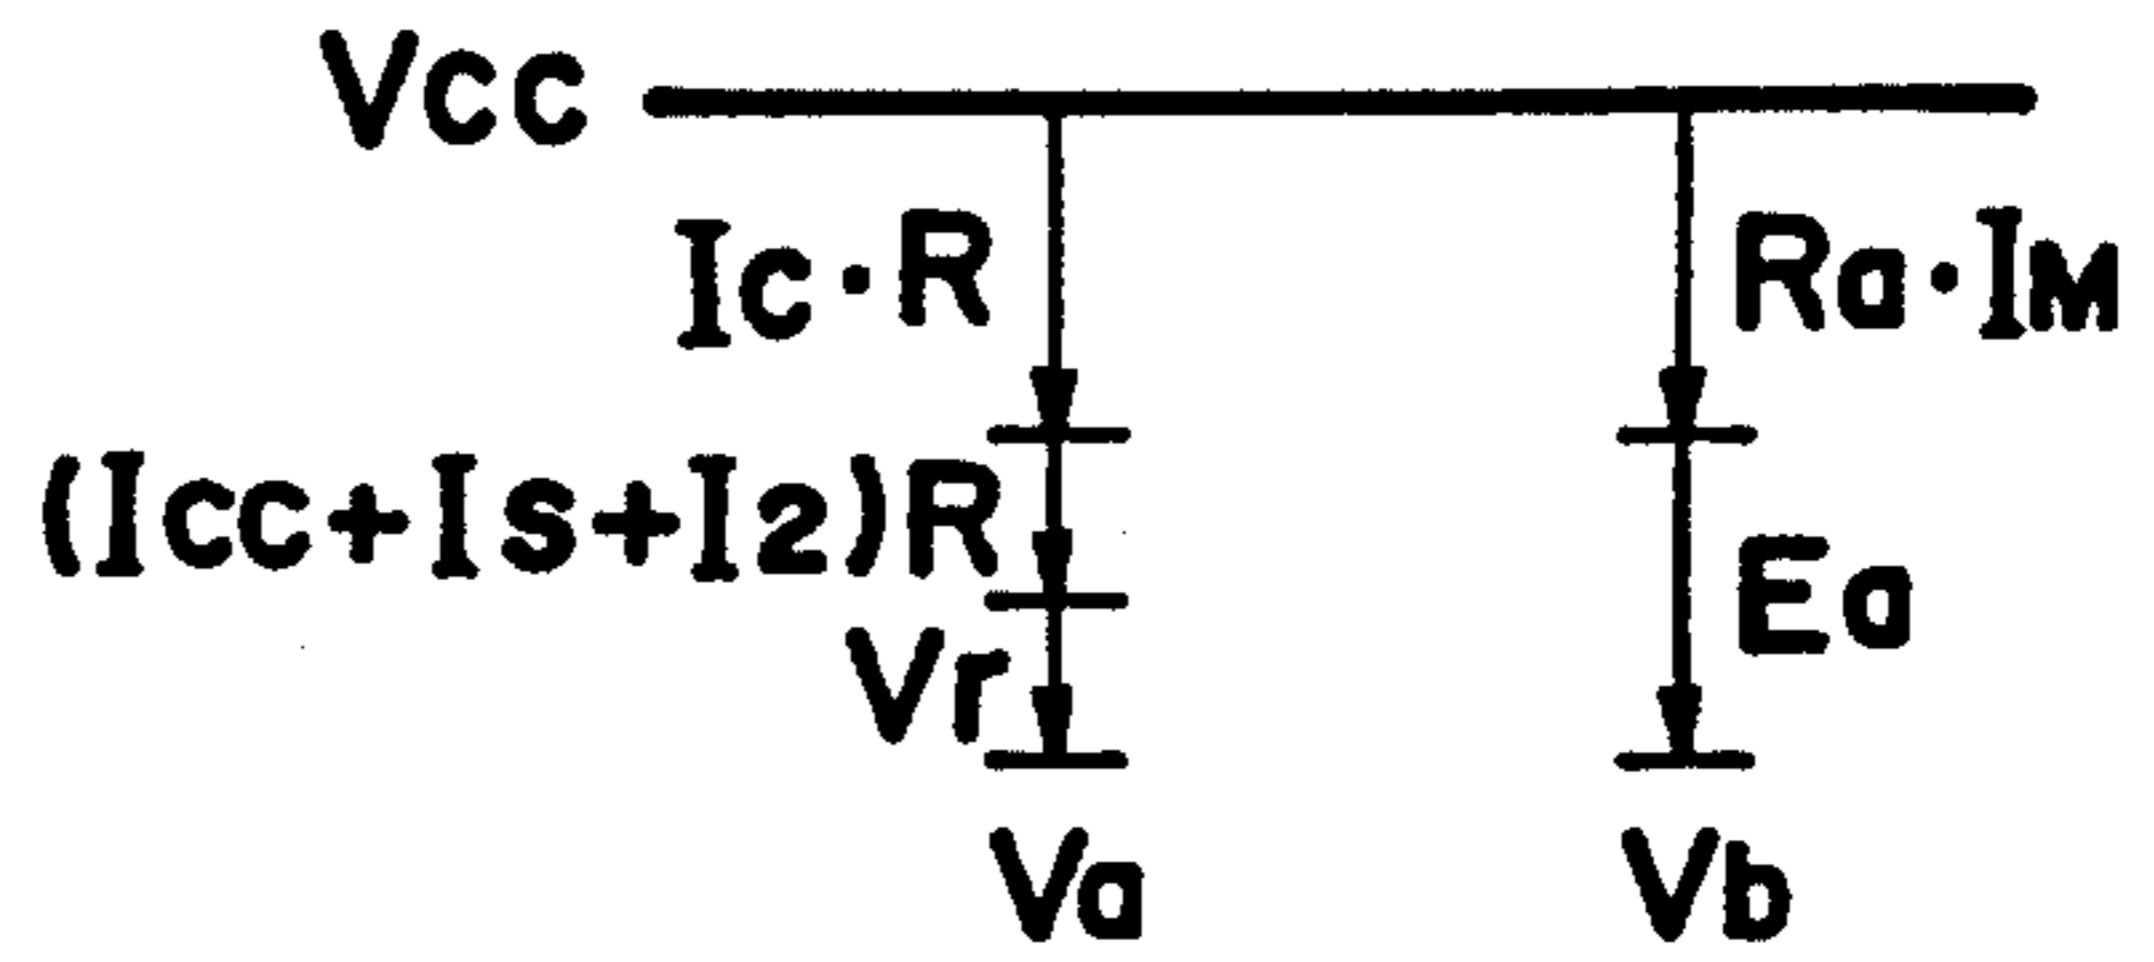 Vcc
Ic·R
Ra·IM
(Icc+Is+I2)R
Ea
Vr
Va
Vb